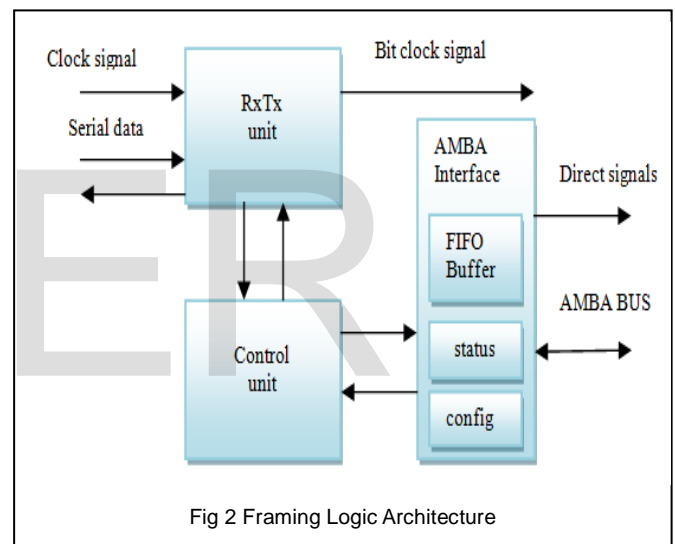 Clock signal
Bit clock signal
RxTx
unit
Serial data
AMBA
Interface
Direct signals
FIFO
Buffer
AMBA BUS
Control
unit
status
config
ER
Fig 2 Framing Logic Architecture